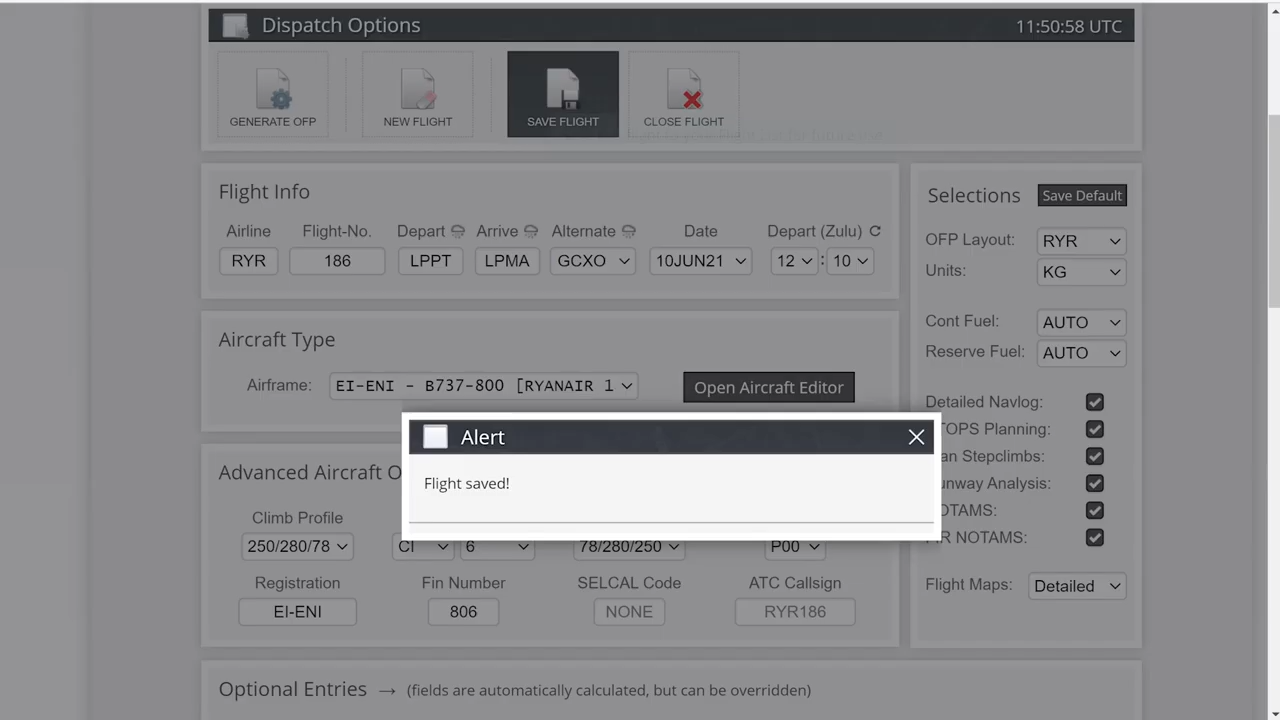 Dispatch Options
11:50:58 UTC
GENERATE OFP
NEW FLIGHT
SAVE FLIGHT
CLOSE FLIGHT
Flight Info
Airline
Flight-No.
Depart
Arrive
Alternate
Date
Depart (Zulu)
RYR
186
LPPT
LPMA
GCXO
10JUN21
12 : 10
Selections
Save Default
OFP Layout: RYR
Units: KG
Cont Fuel: AUTO
Reserve Fuel: AUTO
Detailed Navlog:
TOPS Planning:
an Stepclimbs:
unway Analysis:
OTAMS:
IR NOTAMS:
Flight Maps: Detailed
Aircraft Type
Airframe: EI-ENI - B737-800 [RYANAIR 1
Open Aircraft Editor
Alert
Flight saved!
Advanced Aircraft O
Climb Profile
250/280/78
CI
6
78/280/250
P00
Registration
Fin Number
SELCAL Code
ATC Callsign
EI-ENI
806
NONE
RYR186
Optional Entries → (fields are automatically calculated, but can be overridden)